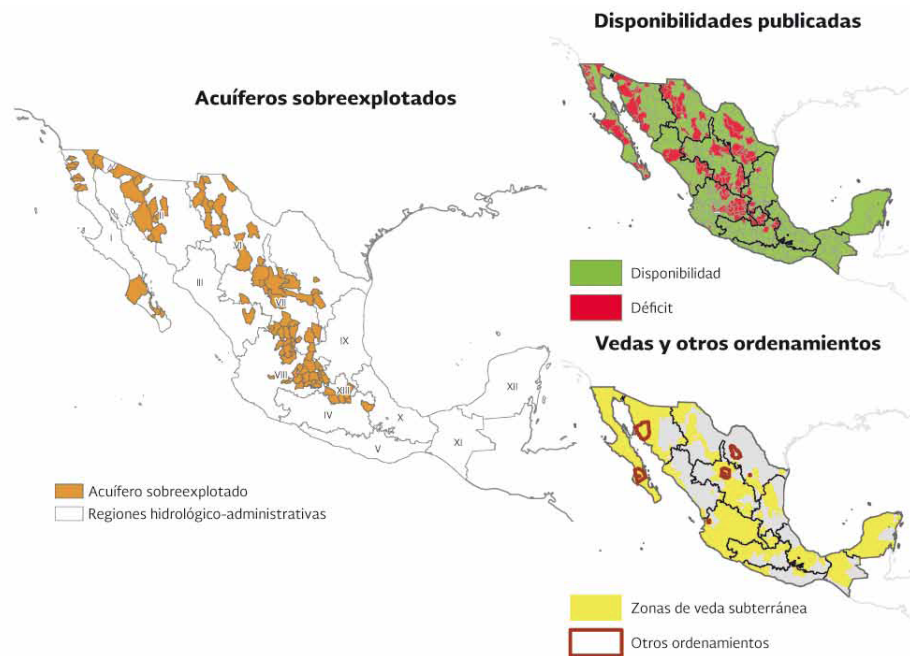 Disponibilidades publicadas
Acuíferos sobreexplotados
I
III
VI
VII
IX
VIII
XIII
IV
X
V
XI
XII
Acuífero sobreexplotado
Regiones hidrológico-administrativas
Disponibilidad
Déficit
Vedas y otros ordenamientos
Zonas de veda subterránea
Otros ordenamientos